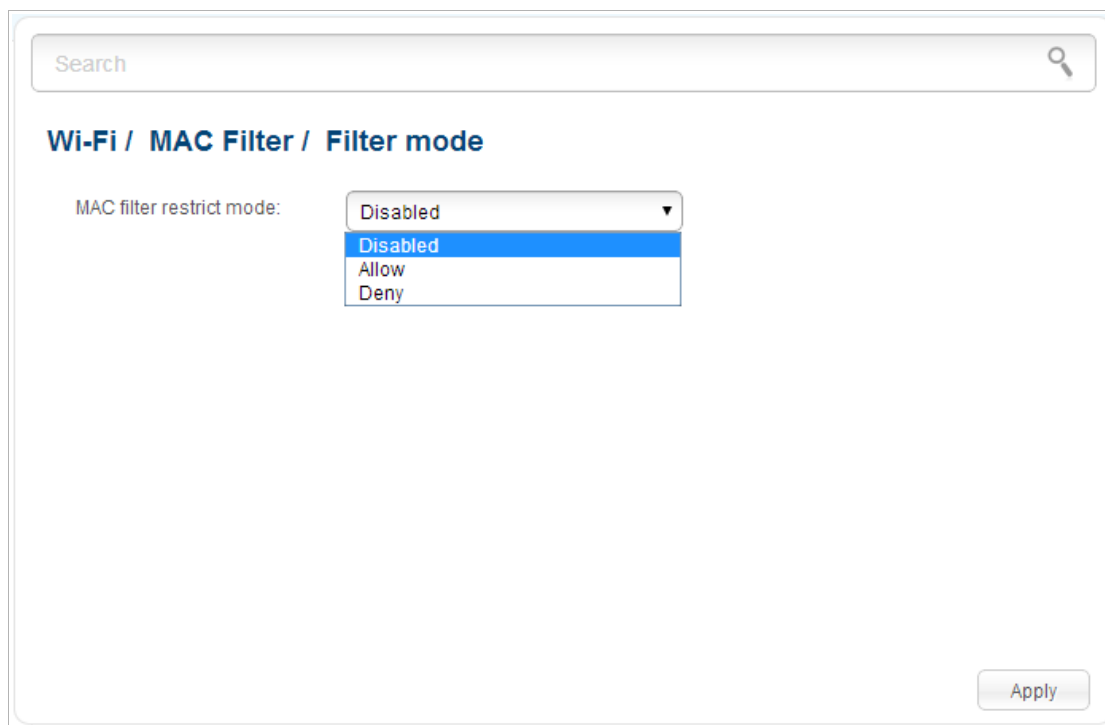 Search
Wi-Fi / MAC Filter / Filter mode
MAC filter restrict mode: Disabled
Disabled
Allow
Deny
Apply